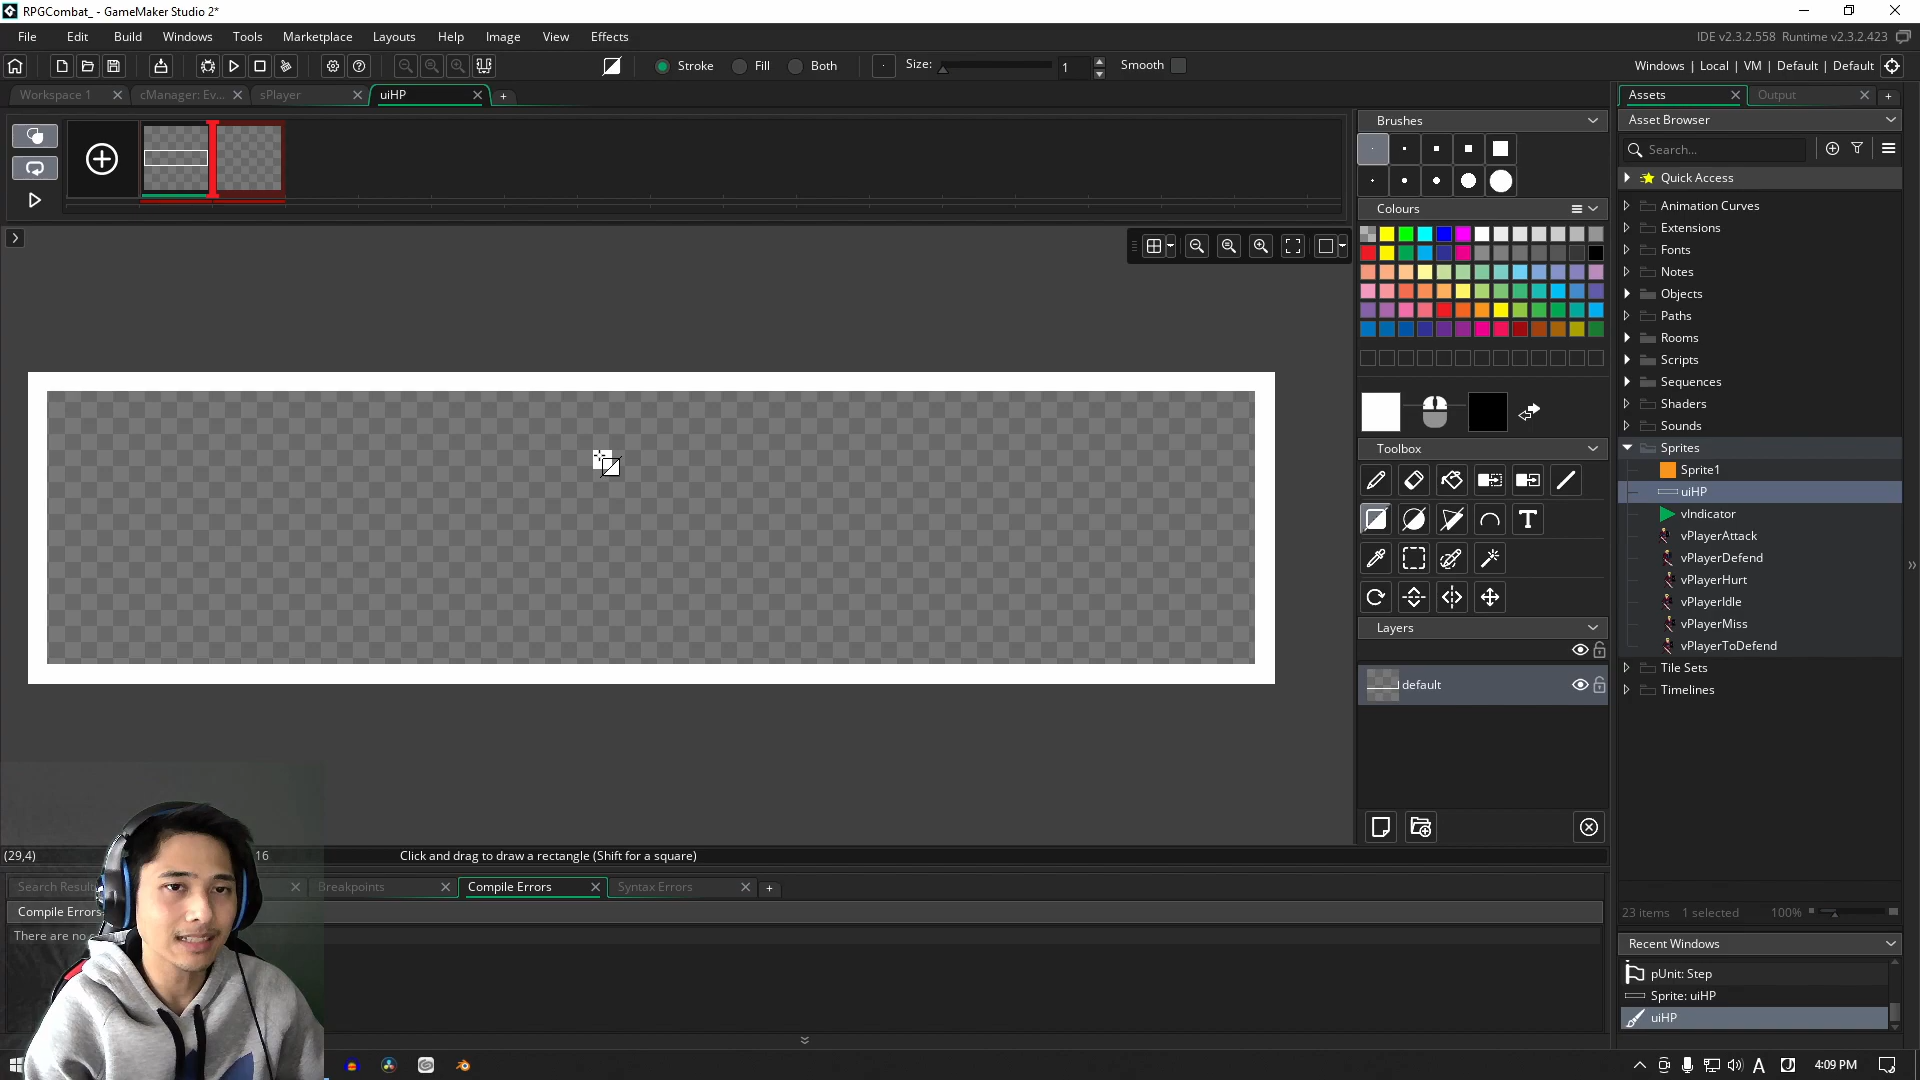 RPGCombat_ - GameMaker Studio 2*
File Edit Build Windows Tools Marketplace Layouts Help Image View Effects
IDE v2.3.2.558 Runtime v2.3.2.423
Stroke Fill Both Size: 1 Smooth
Windows | Local | VM | Default | Default
Workspace 1 cManager: Ev... sPlayer uiHP
Assets Output
Brushes
Asset Browser
Search...
Quick Access
Animation Curves
Extensions
Fonts
Notes
Objects
Paths
Rooms
Scripts
Sequences
Shaders
Sounds
Sprites
Sprite1
uiHP
vIndicator
vPlayerAttack
vPlayerDefend
vPlayerHurt
vPlayerIdle
vPlayerMiss
vPlayerToDefend
Tile Sets
Timelines
Colours
Toolbox
T
Layers
default
(29,4) 16 Click and drag to draw a rectangle (Shift for a square)
Breakpoints Compile Errors Syntax Errors
Compile Errors
There are no
23 items 1 selected 100%
Recent Windows
pUnit: Step
Sprite: uiHP
uiHP
A 4:09 PM